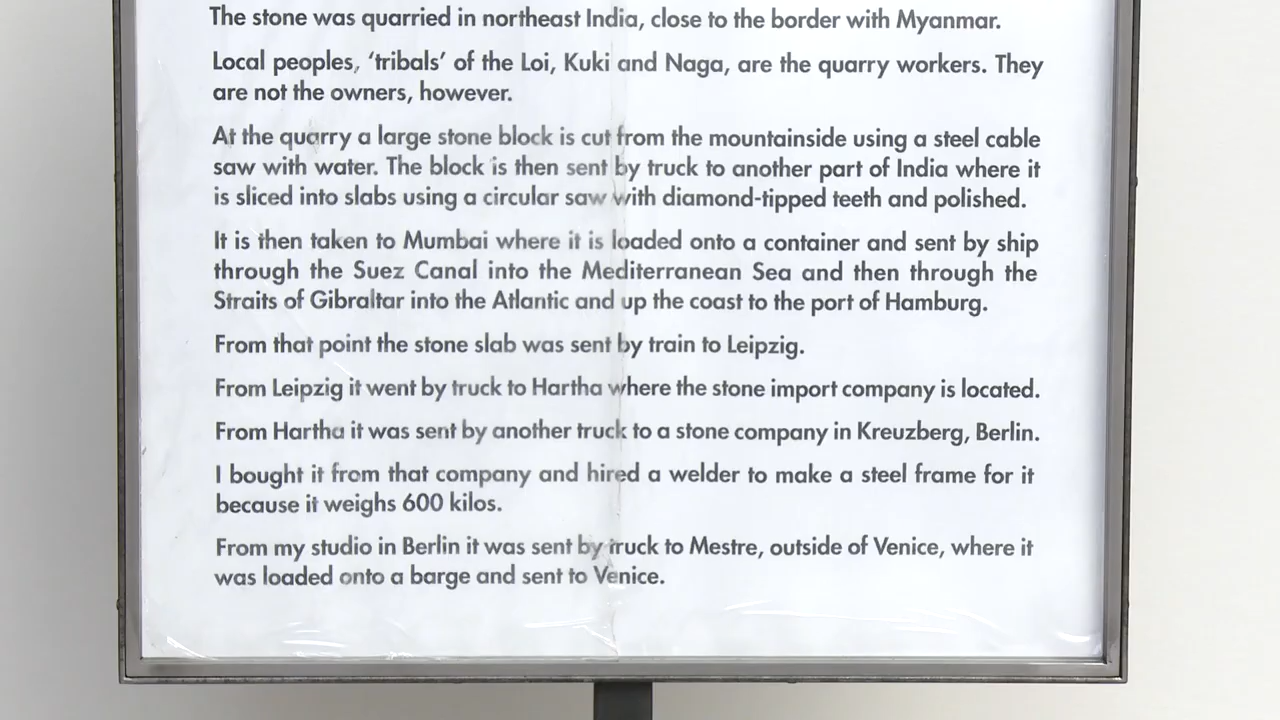 The stone was quarried in northeast India, close to the border with Myanmar.
Local peoples, ‘tribals’ of the Loi, Kuki and Naga, are the quarry workers. They
are not the owners, however.
At the quarry a large stone block is cut from the mountainside using a steel cable
saw with water. The block is then sent by truck to another part of India where it
is sliced into slabs using a circular saw with diamond-tipped teeth and polished.
It is then taken to Mumbai where it is loaded onto a container and sent by ship
through the Suez Canal into the Mediterranean Sea and then through the
Straits of Gibraltar into the Atlantic and up the coast to the port of Hamburg.
From that point the stone slab was sent by train to Leipzig.
From Leipzig it went by truck to Hartha where the stone import company is located.
From Hartha it was sent by another truck to a stone company in Kreuzberg, Berlin.
I bought it from that company and hired a welder to make a steel frame for it
because it weighs 600 kilos.
From my studio in Berlin it was sent by truck to Mestre, outside of Venice, where it
was loaded onto a barge and sent to Venice.